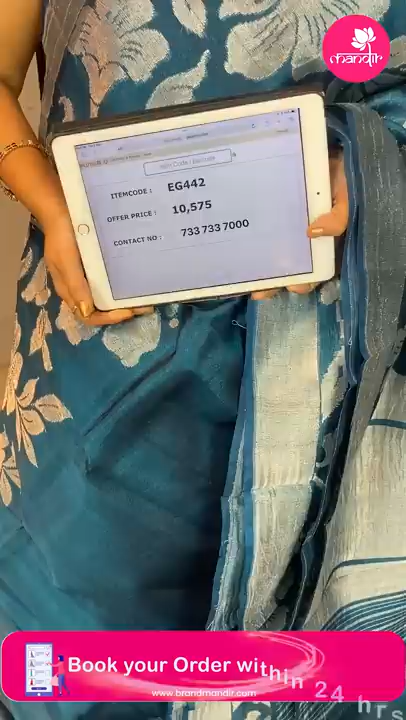 mandir
ITEMCODE : EG442
OFFER PRICE : 10,575
CONTACT NO : 733 733 7000
Book your Order within 24 hrs
www.brandmandir.com